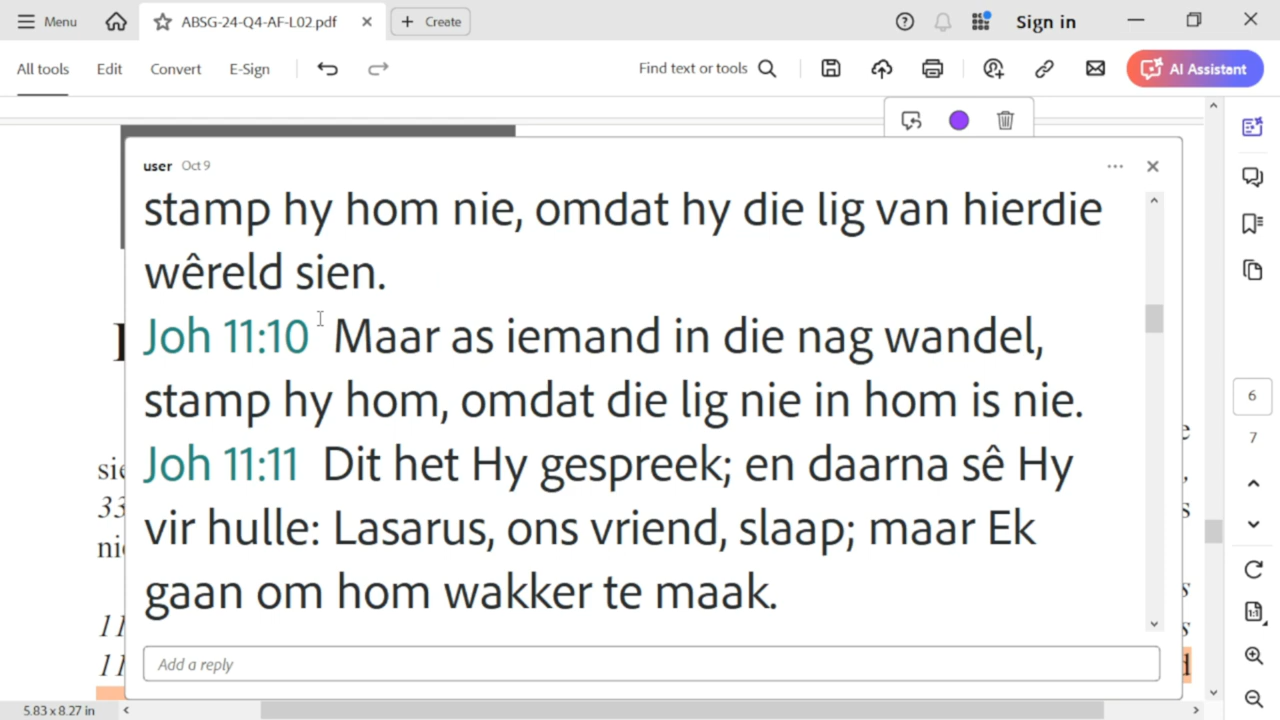 Menu
ABSG-24-Q4-AF-L02.pdf
Create
Sign in
All tools
Edit
Convert
E-Sign
Find text or tools
AI Assistant
user Oct 9
stamp hy hom nie, omdat hy die lig van hierdie
wêreld sien.
Joh 11:10 Maar as iemand in die nag wandel,
stamp hy hom, omdat die lig nie in hom is nie.
Joh 11:11 Dit het Hy gespreek; en daarna sê Hy
vir hulle: Lasarus, ons vriend, slaap; maar Ek
gaan om hom wakker te maak.
Add a reply
6
7
5.83 x 8.27 in